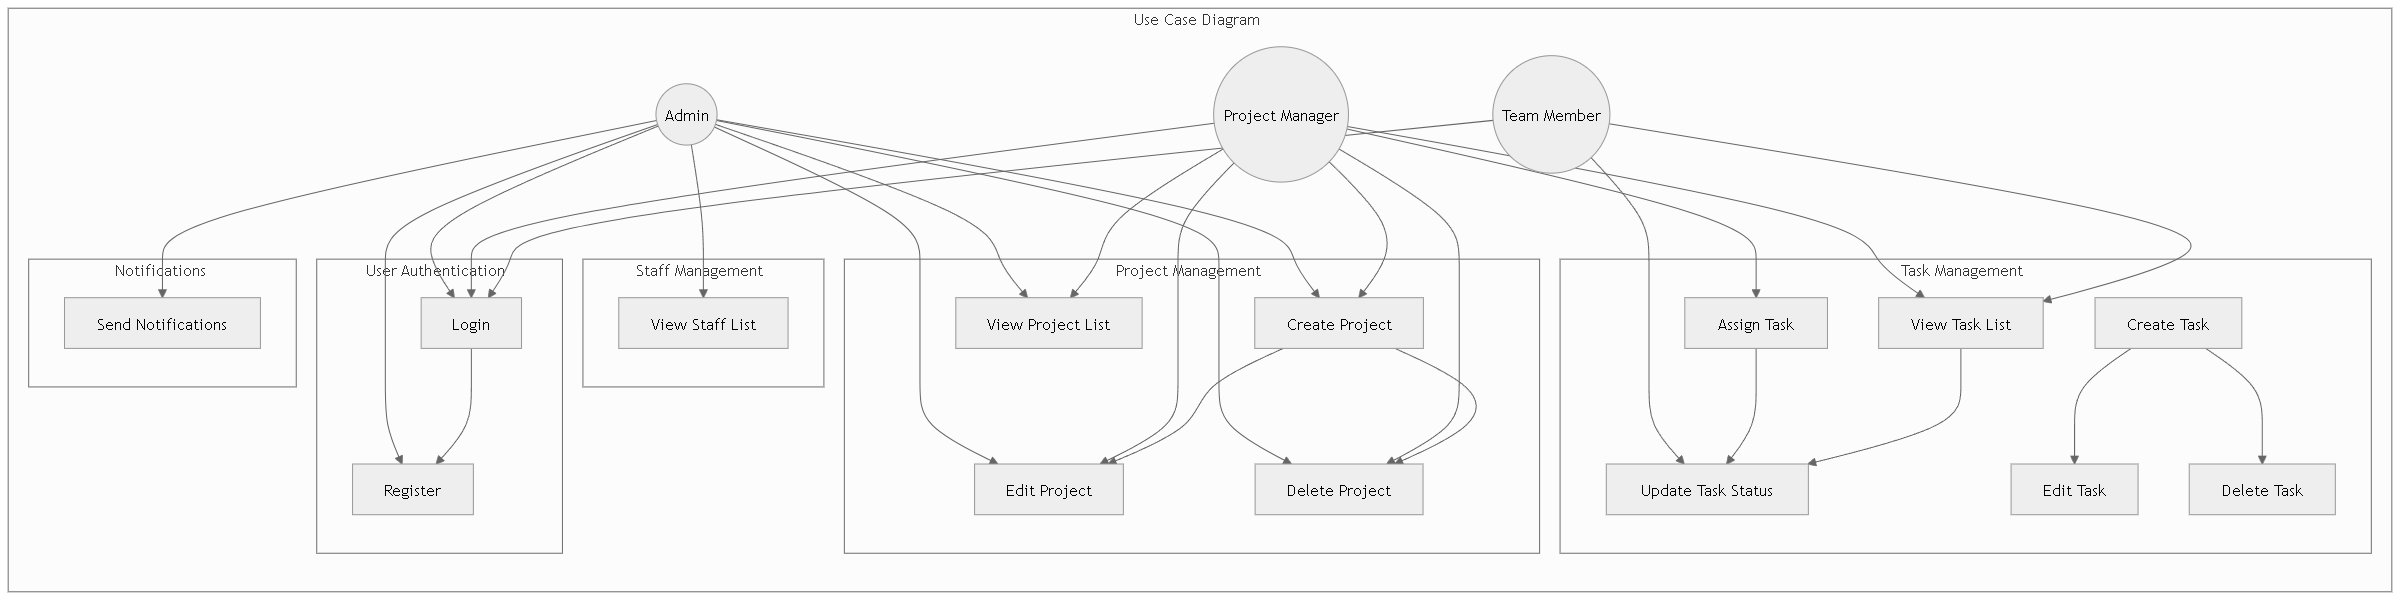 Use Case Diagram
Admin
Project Manager
Team Member
Notifications
User Authentication
Staff Management
Project Management
Task Management
Send Notifications
Login
View Staff List
View Project List
Create Project
Assign Task
View Task List
Create Task
Register
Edit Project
Delete Project
Update Task Status
Edit Task
Delete Task